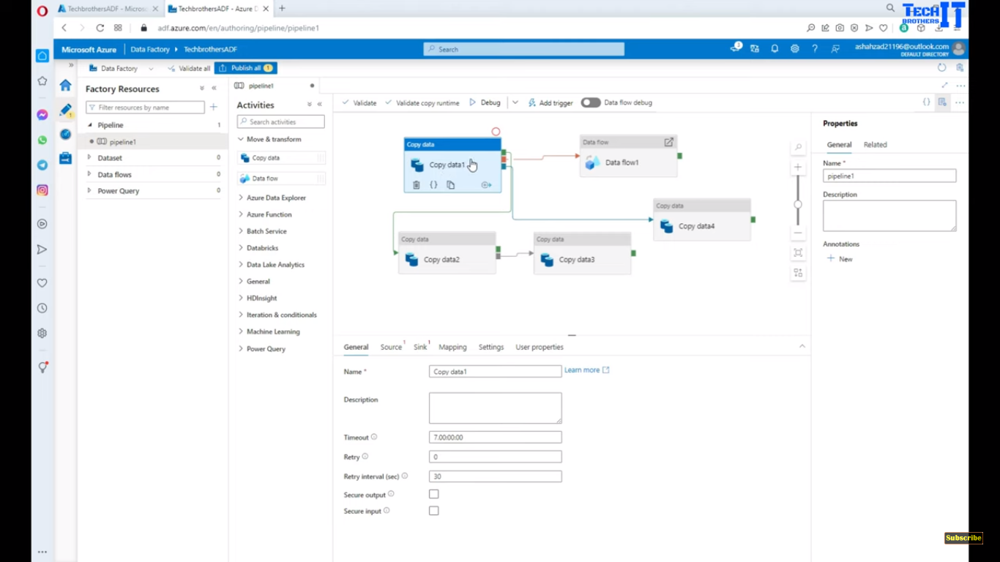 TechbrothersADF - Micros
TechbrothersADF - Azure D
TECH
BROTHERS
IT
adf.azure.com/en/authoring/pipeline/pipeline1
Microsoft Azure
Data Factory
TechbrothersADF
Search
ashahzad21196@outlook.com
DEFAULT DIRECTORY
Data Factory
Validate all
Publish all 1
Factory Resources
Filter resources by name
Pipeline 1
pipeline1
Dataset 0
Data flows 0
Power Query 0
pipeline1
Activities
Search activities
Move & transform
Copy data
Data flow
Azure Data Explorer
Azure Function
Batch Service
Databricks
Data Lake Analytics
General
HDInsight
Iteration & conditionals
Machine Learning
Power Query
Validate
Validate copy runtime
Debug
Add trigger
Data flow debug
Copy data
Copy data1
Data flow
Data flow1
Copy data
Copy data4
Copy data
Copy data2
Copy data
Copy data3
General
Source 1
Sink 1
Mapping
Settings
User properties
Name *
Copy data1
Learn more
Description
Timeout
7.00:00:00
Retry
0
Retry interval (sec)
30
Secure output
Secure input
Properties
General
Related
Name *
pipeline1
Description
Annotations
New
Subscribe